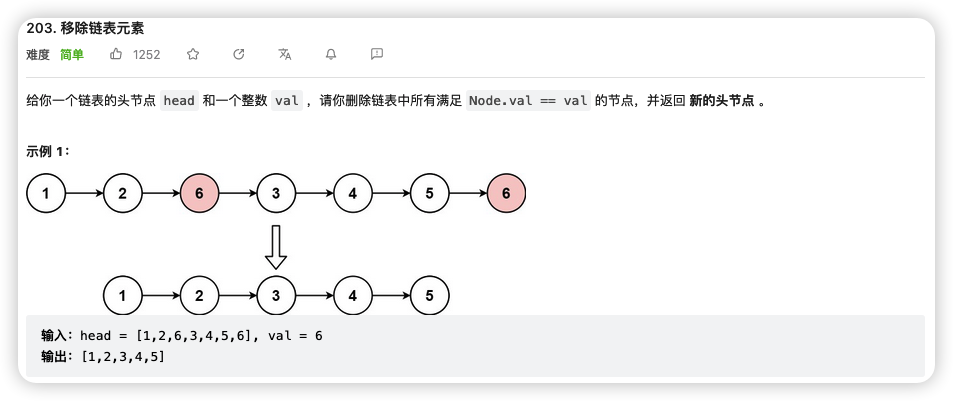 203. 移除链表元素
难度 简单 1252
给你一个链表的头节点 head 和一个整数 val ，请你删除链表中所有满足 Node.val == val 的节点，并返回 新的头节点 。
示例 1：
1 2 6 3 4 5 6
1 2 3 4 5
输入：head = [1,2,6,3,4,5,6], val = 6
输出：[1,2,3,4,5]